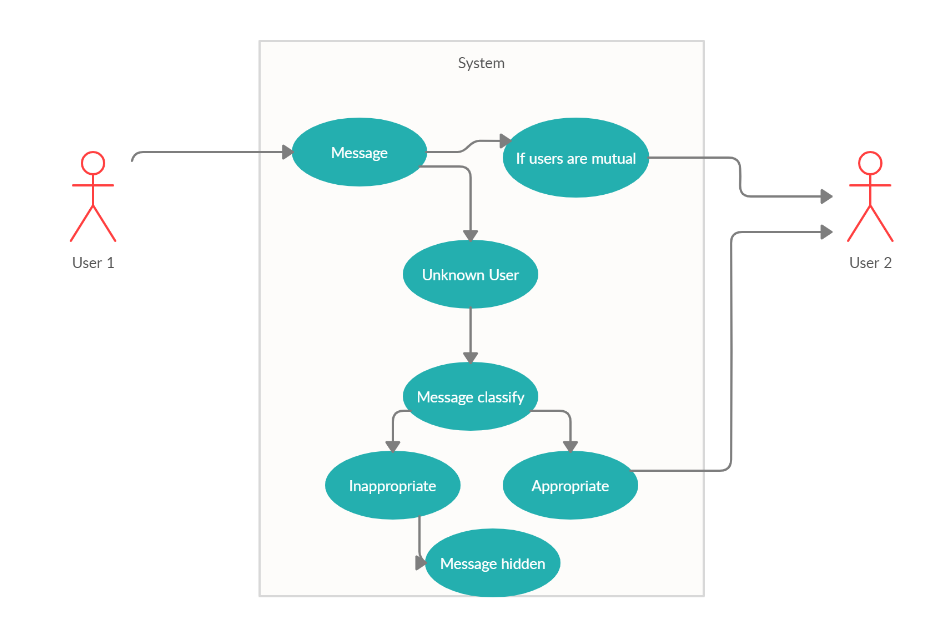 System
Message
If users are mutual
User 1
User 2
Unknown User
Message classify
Inappropriate
Appropriate
Message hidden